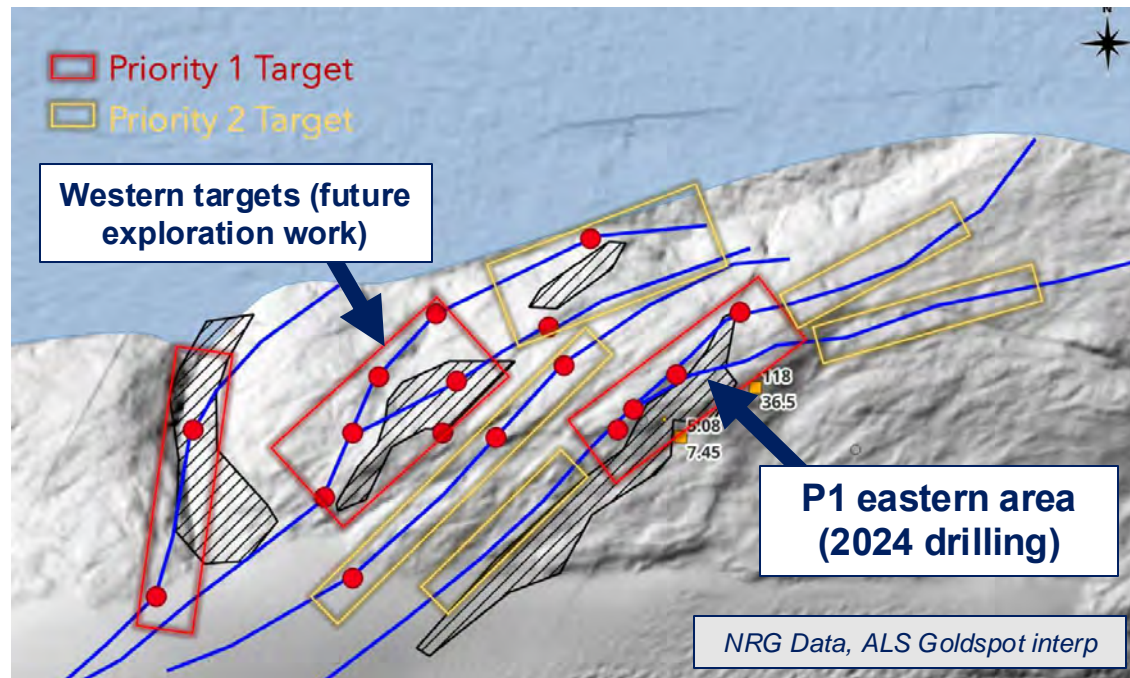 N
Priority 1 Target
Priority 2 Target
Western targets (future
exploration work)
118
36.5
5.08
7.45
P1 eastern area
(2024 drilling)
NRG Data, ALS Goldspot interp